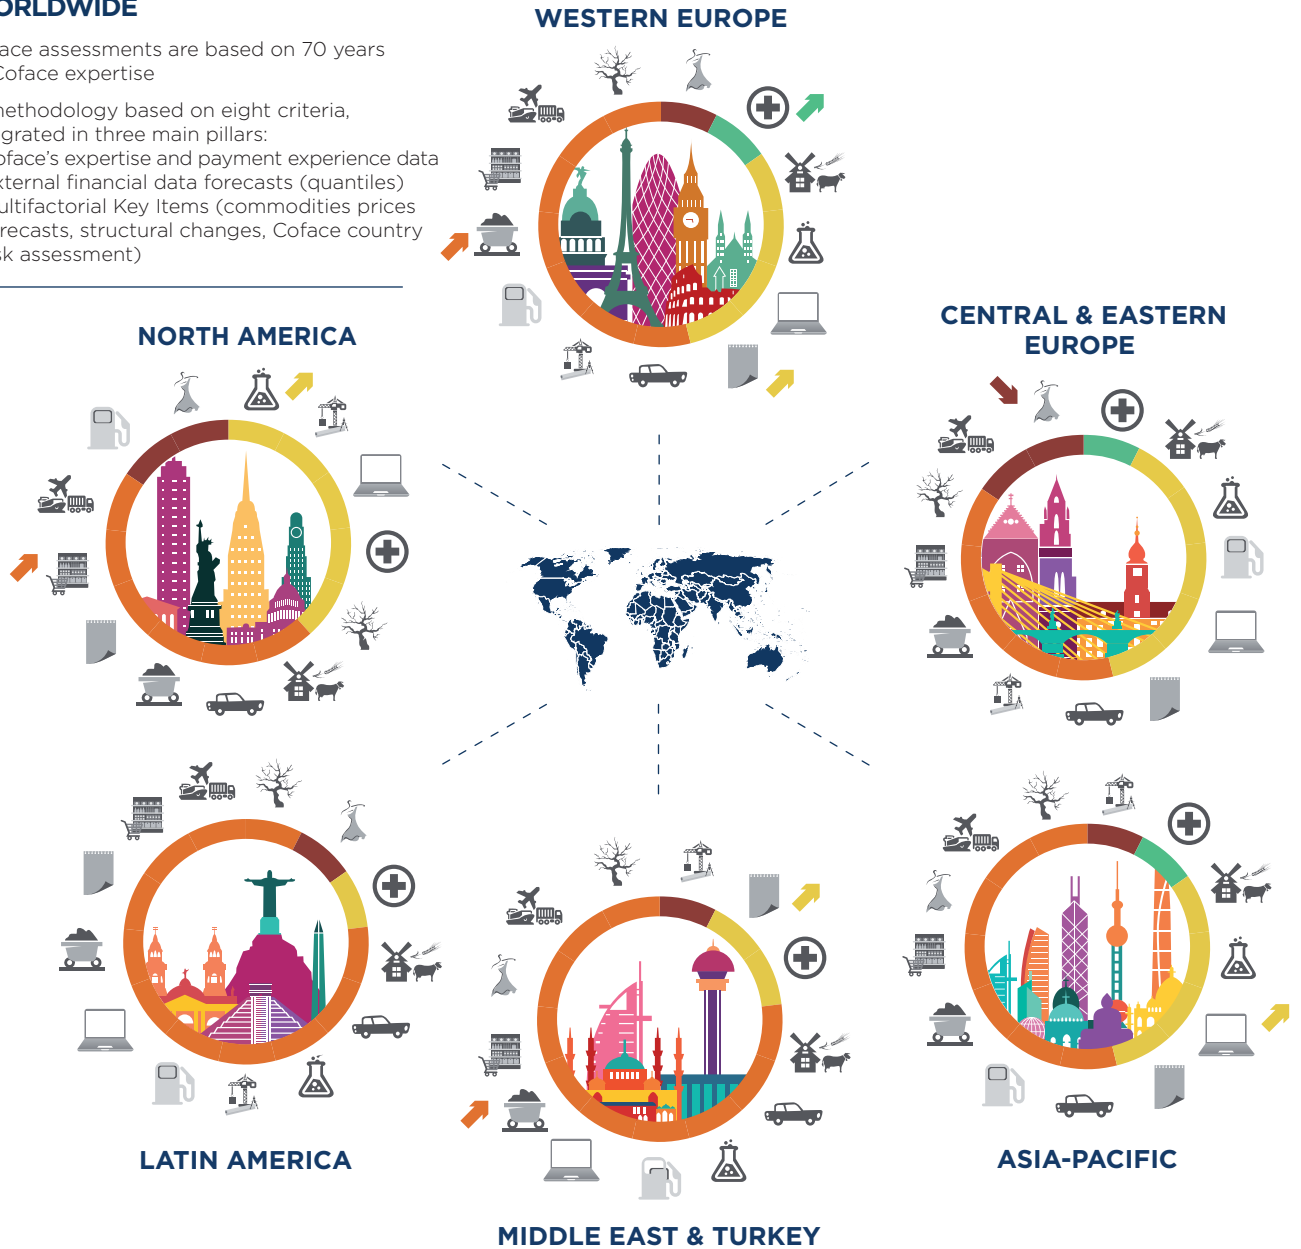 ORLDWIDE
ace assessments are based on 70 years
Coface expertise
nethodology based on eight criteria,
grated in three main pillars:
oface's expertise and payment experience data
xternal financial data forecasts (quantiles)
ultifactorial Key Items (commodities prices
recasts, structural changes, Coface country
sk assessment)
WESTERN EUROPE
NORTH AMERICA
CENTRAL & EASTERN
EUROPE
LATIN AMERICA
ASIA-PACIFIC
MIDDLE EAST & TURKEY